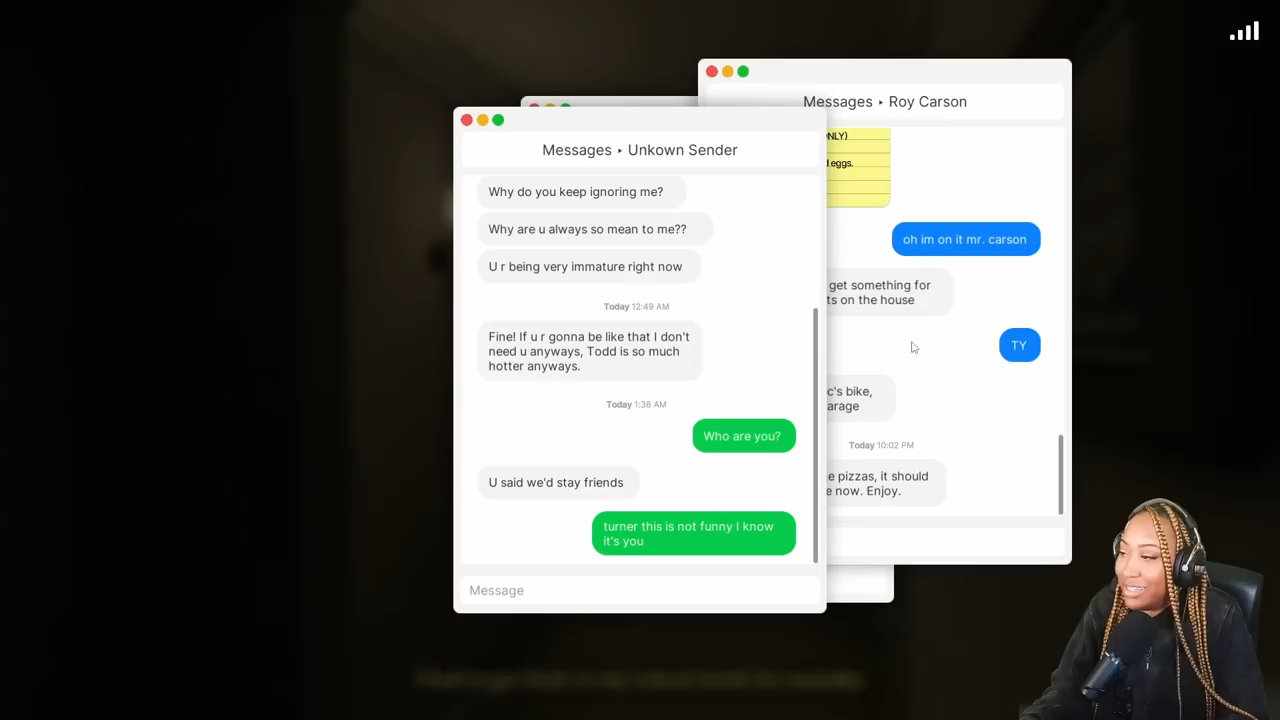 Messages ‣ Roy Carson
NLY)
eggs.
oh im on it mr. carson
get something for
ts on the house
TY
c's bike,
arage
Today 10:02 PM
e pizzas, it should
e now. Enjoy.
Messages ‣ Unkown Sender
Why do you keep ignoring me?
Why are u always so mean to me??
U r being very immature right now
Today 12:49 AM
Fine! If u r gonna be like that I don't
need u anyways, Todd is so much
hotter anyways.
Today 1:36 AM
Who are you?
U said we'd stay friends
turner this is not funny I know
it's you
Message